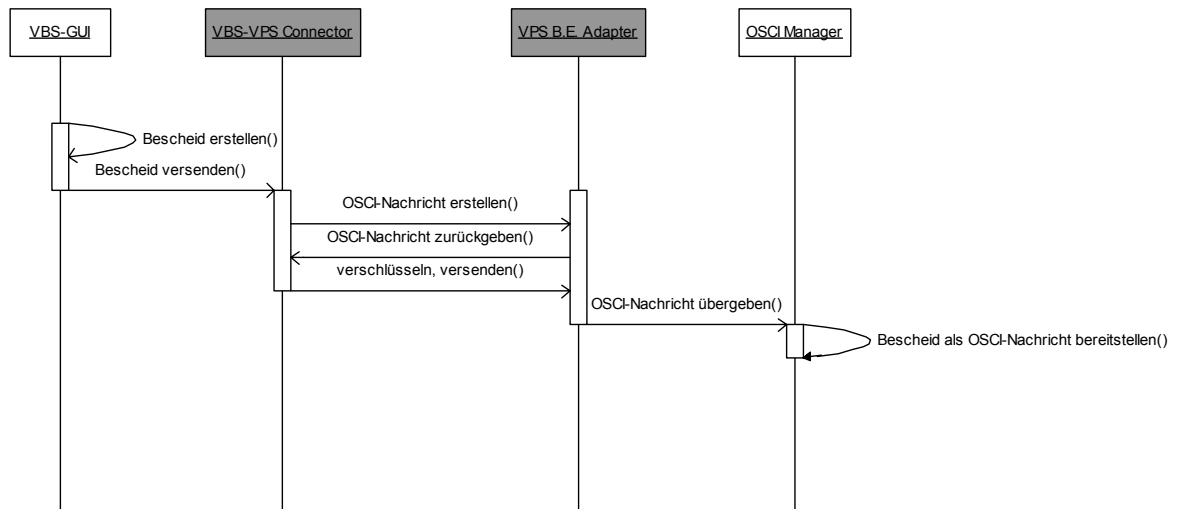 VBS-GUI
VBS-VPS Connector
VPS B.E. Adapter
OSCI Manager
Bescheid erstellen()
Bescheid versenden()
OSCI-Nachricht erstellen()
OSCI-Nachricht zurückgeben()
verschlüsseln, versenden()
OSCI-Nachricht übergeben()
Bescheid als OSCI-Nachricht bereitstellen()